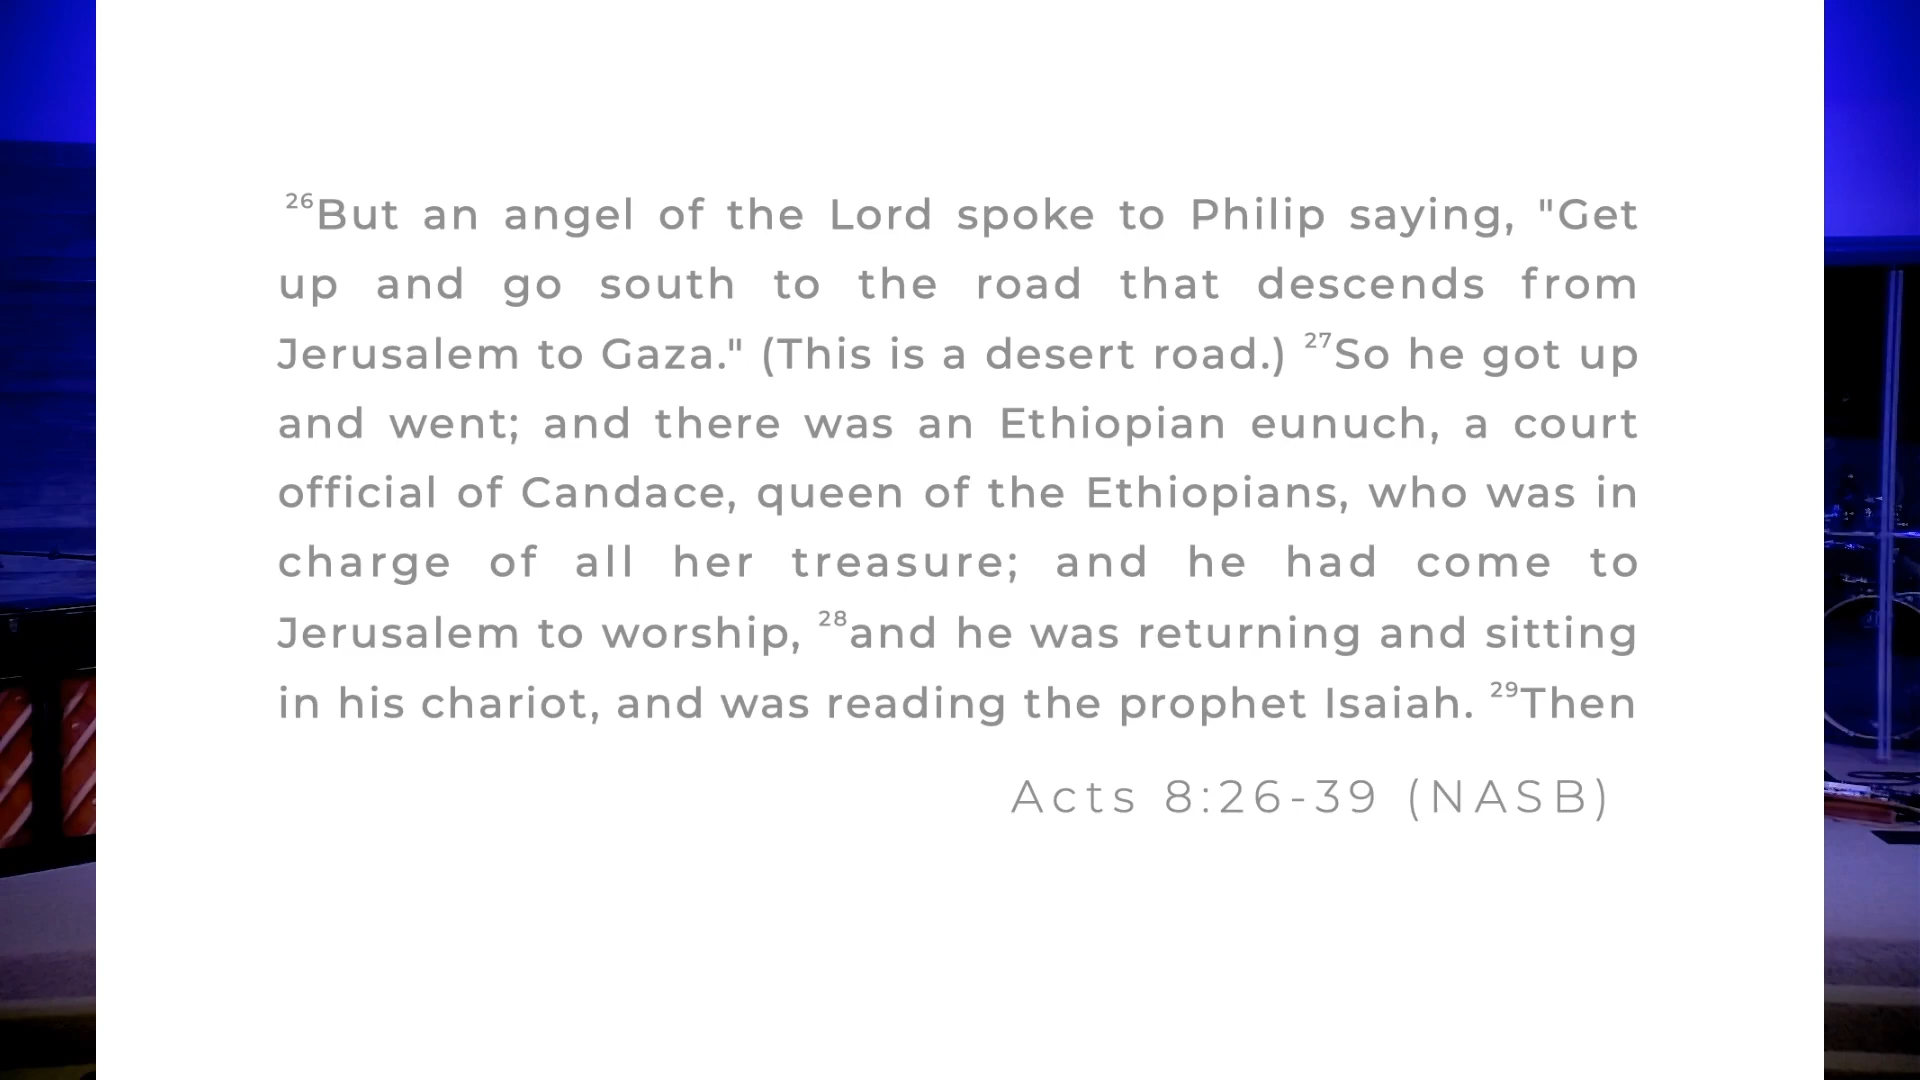 ²⁶But an angel of the Lord spoke to Philip saying, "Get
up and go south to the road that descends from
Jerusalem to Gaza." (This is a desert road.) ²⁷So he got up
and went; and there was an Ethiopian eunuch, a court
official of Candace, queen of the Ethiopians, who was in
charge of all her treasure; and he had come to
Jerusalem to worship, ²⁸and he was returning and sitting
in his chariot, and was reading the prophet Isaiah. ²⁹Then
Acts 8:26-39 (NASB)